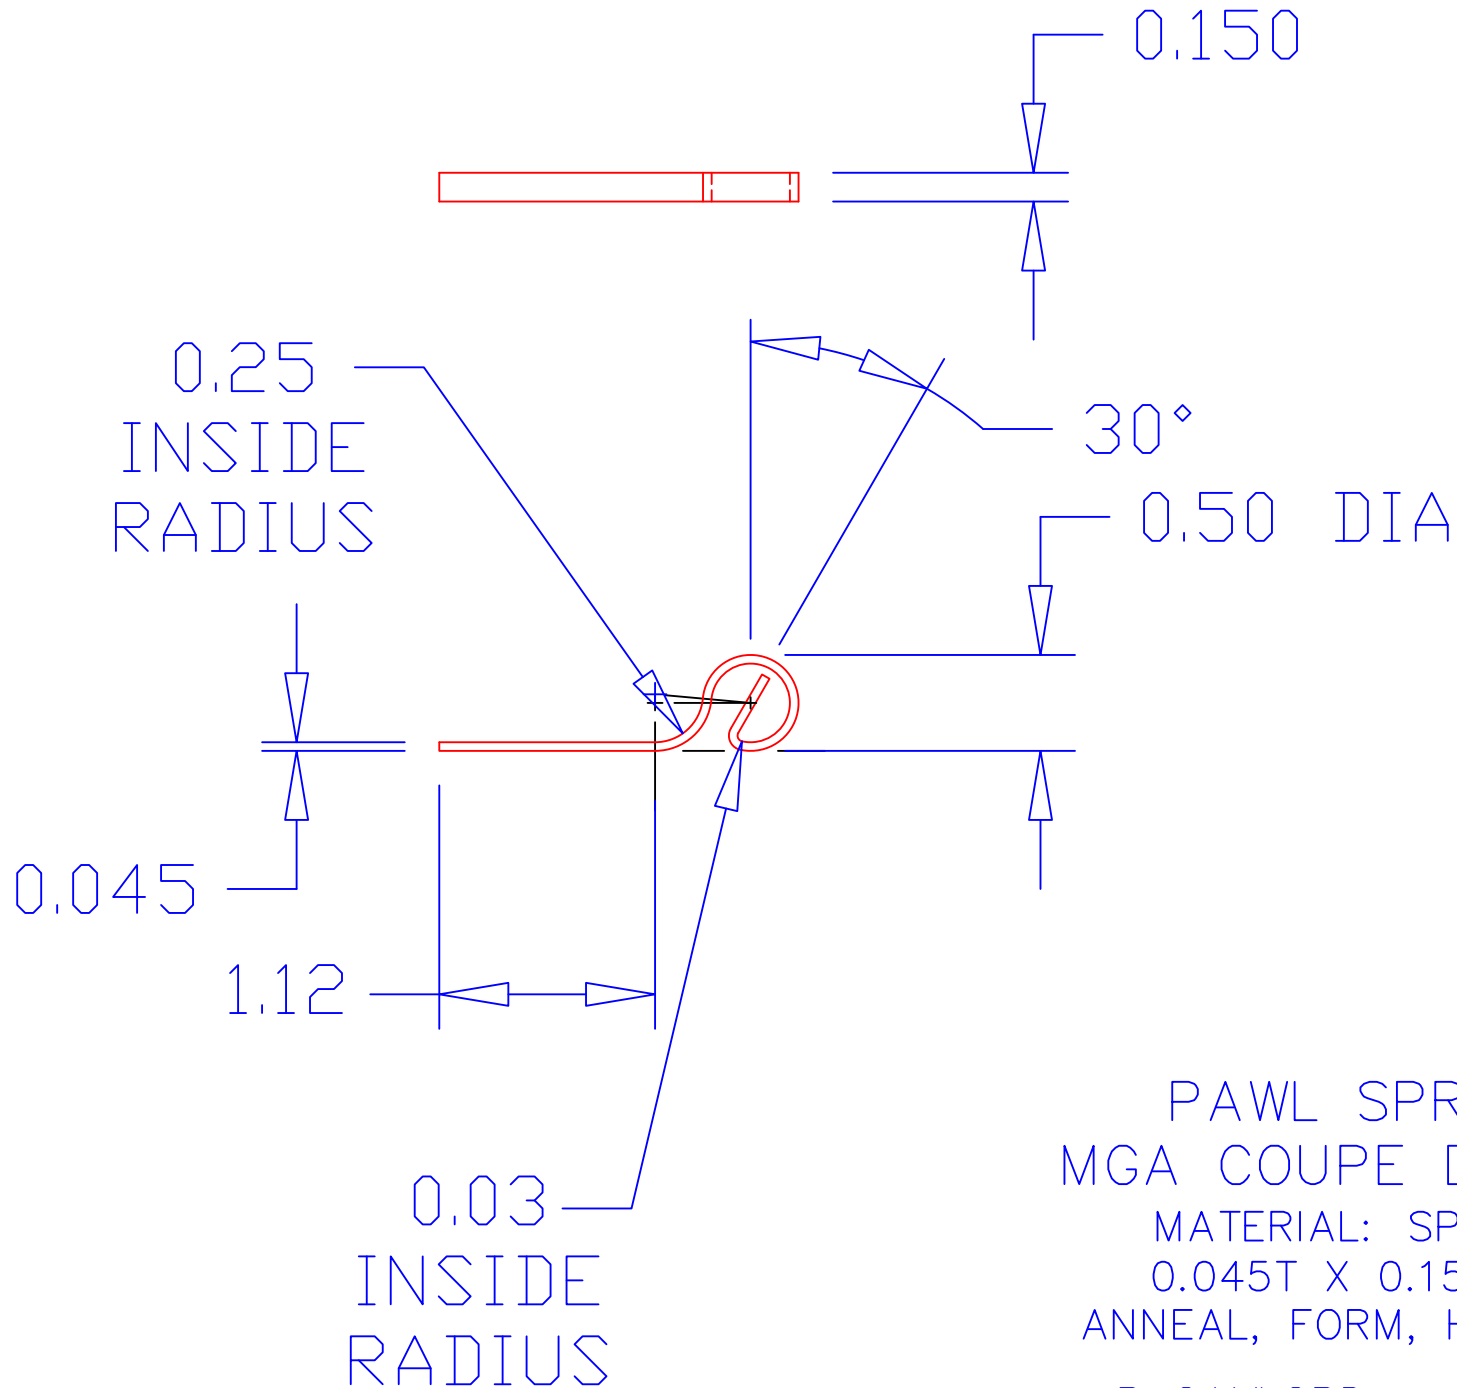 0.150
0.25
INSIDE
RADIUS
30°
0.50 DIA
0.045
1.12
0.03
INSIDE
RADIUS
PAWL SPR
MGA COUPE D
MATERIAL: SP
0.045T X 0.15
ANNEAL, FORM, H